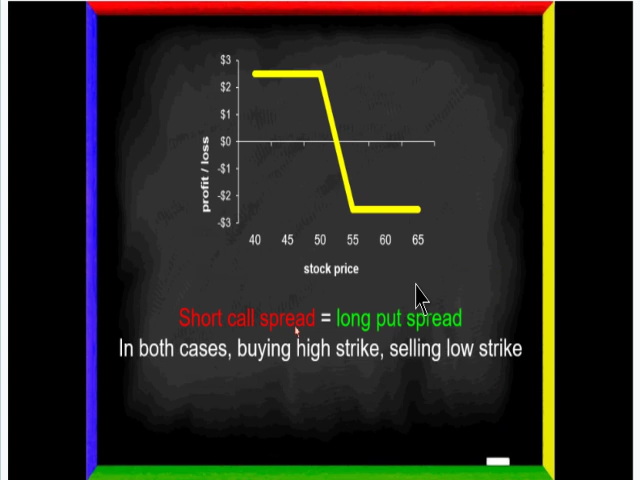 $3
$2
$1
$0
-$1
-$2
-$3
profit / loss
40 45 50 55 60 65
stock price
Short call spread = long put spread
In both cases, buying high strike, selling low strike